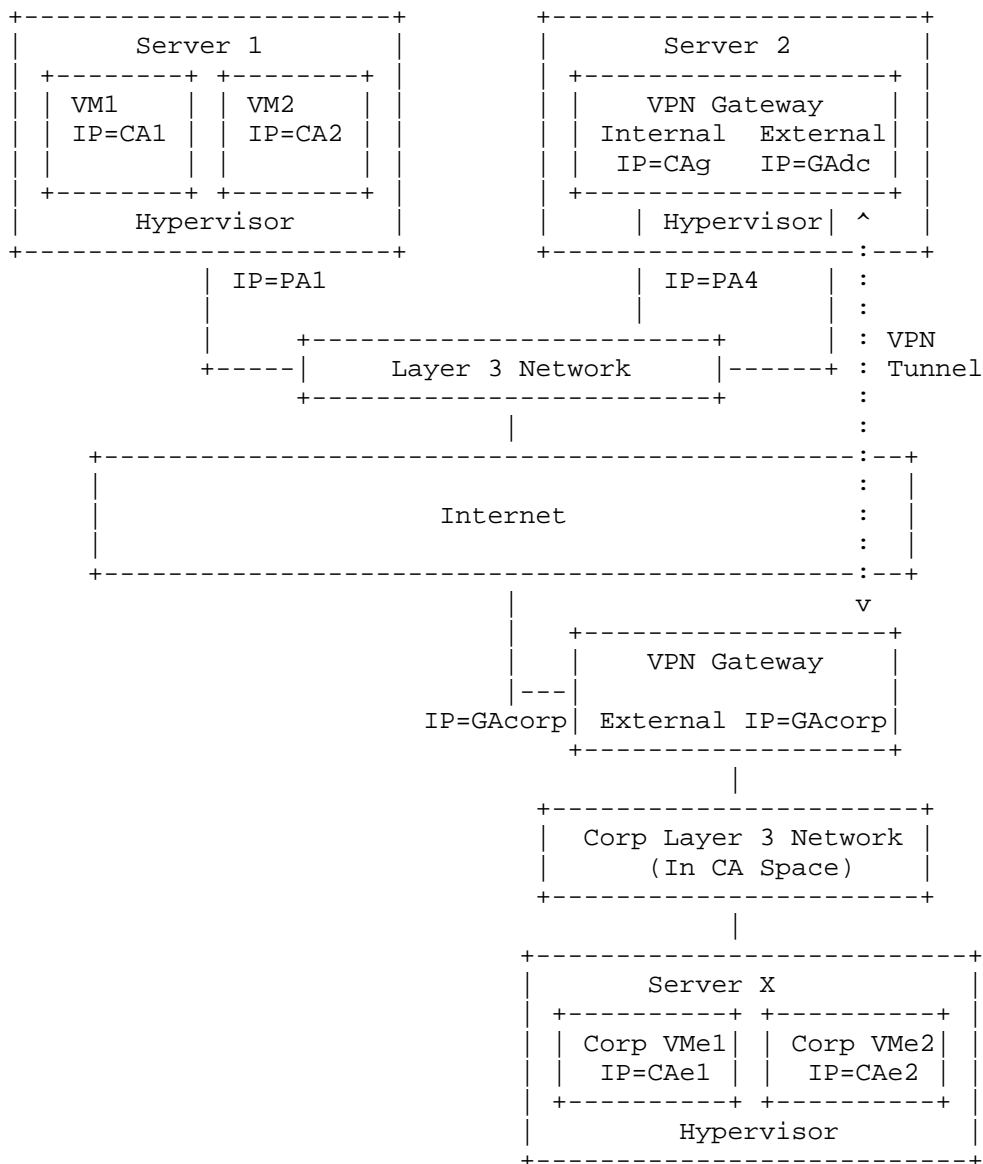 Server 1 Server 2
VM1 VM2 VPN Gateway
IP=CA1 IP=CA2 Internal External
IP=CAg IP=GAdc
Hypervisor Hypervisor
IP=PA1 IP=PA4
VPN
Layer 3 Network Tunnel
Internet
VPN Gateway
IP=GAcorp External IP=GAcorp
Corp Layer 3 Network
(In CA Space)
Server X
Corp VMe1 Corp VMe2
IP=CAe1 IP=CAe2
Hypervisor